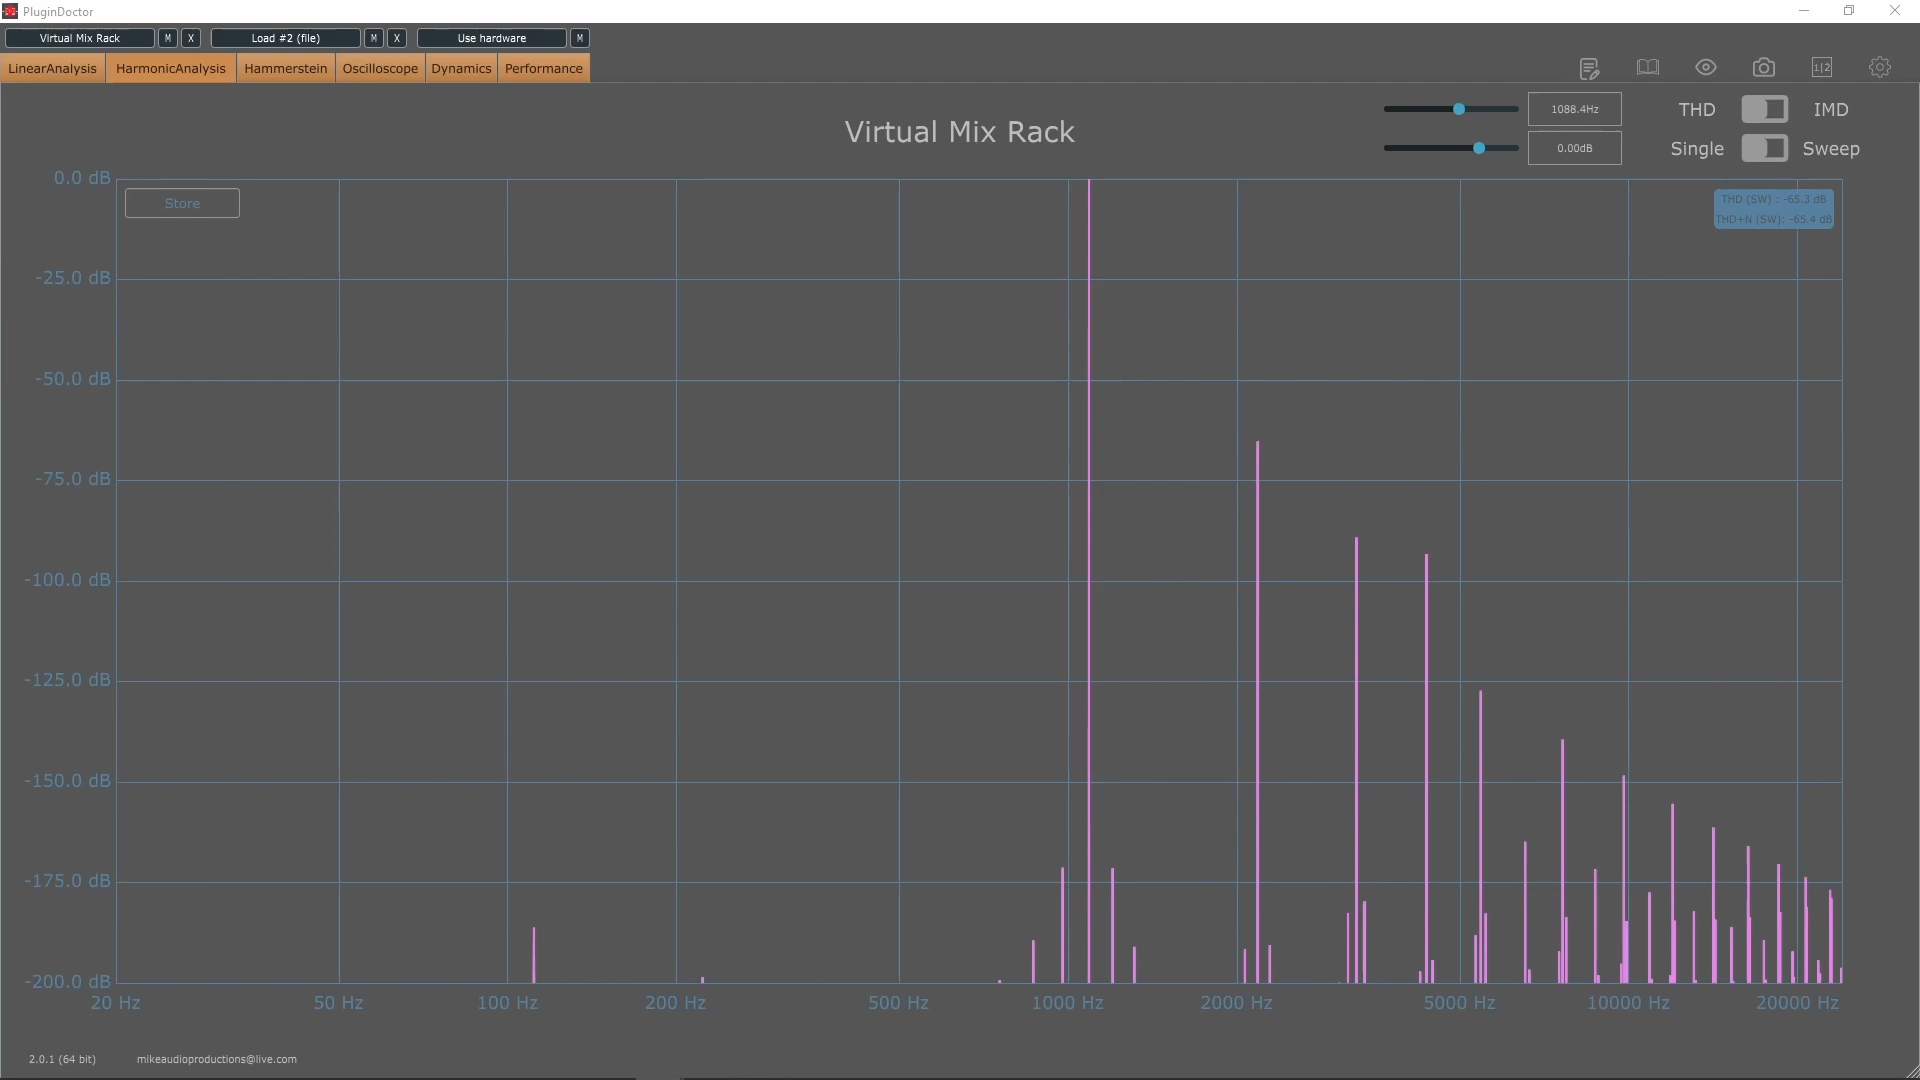 PluginDoctor
Virtual Mix Rack M X Load #2 (file) M X Use hardware M
LinearAnalysis HarmonicAnalysis Hammerstein Oscilloscope Dynamics Performance
1|2
1088.4Hz THD IMD
Virtual Mix Rack
0.00dB Single Sweep
0.0 dB
Store
THD (SW) : -65.3 dB
THD+N (SW): -65.4 dB
-25.0 dB
-50.0 dB
-75.0 dB
-100.0 dB
-125.0 dB
-150.0 dB
-175.0 dB
-200.0 dB
20 Hz 50 Hz 100 Hz 200 Hz 500 Hz 1000 Hz 2000 Hz 5000 Hz 10000 Hz 20000 Hz
2.0.1 (64 bit) mikeaudioproductions@live.com